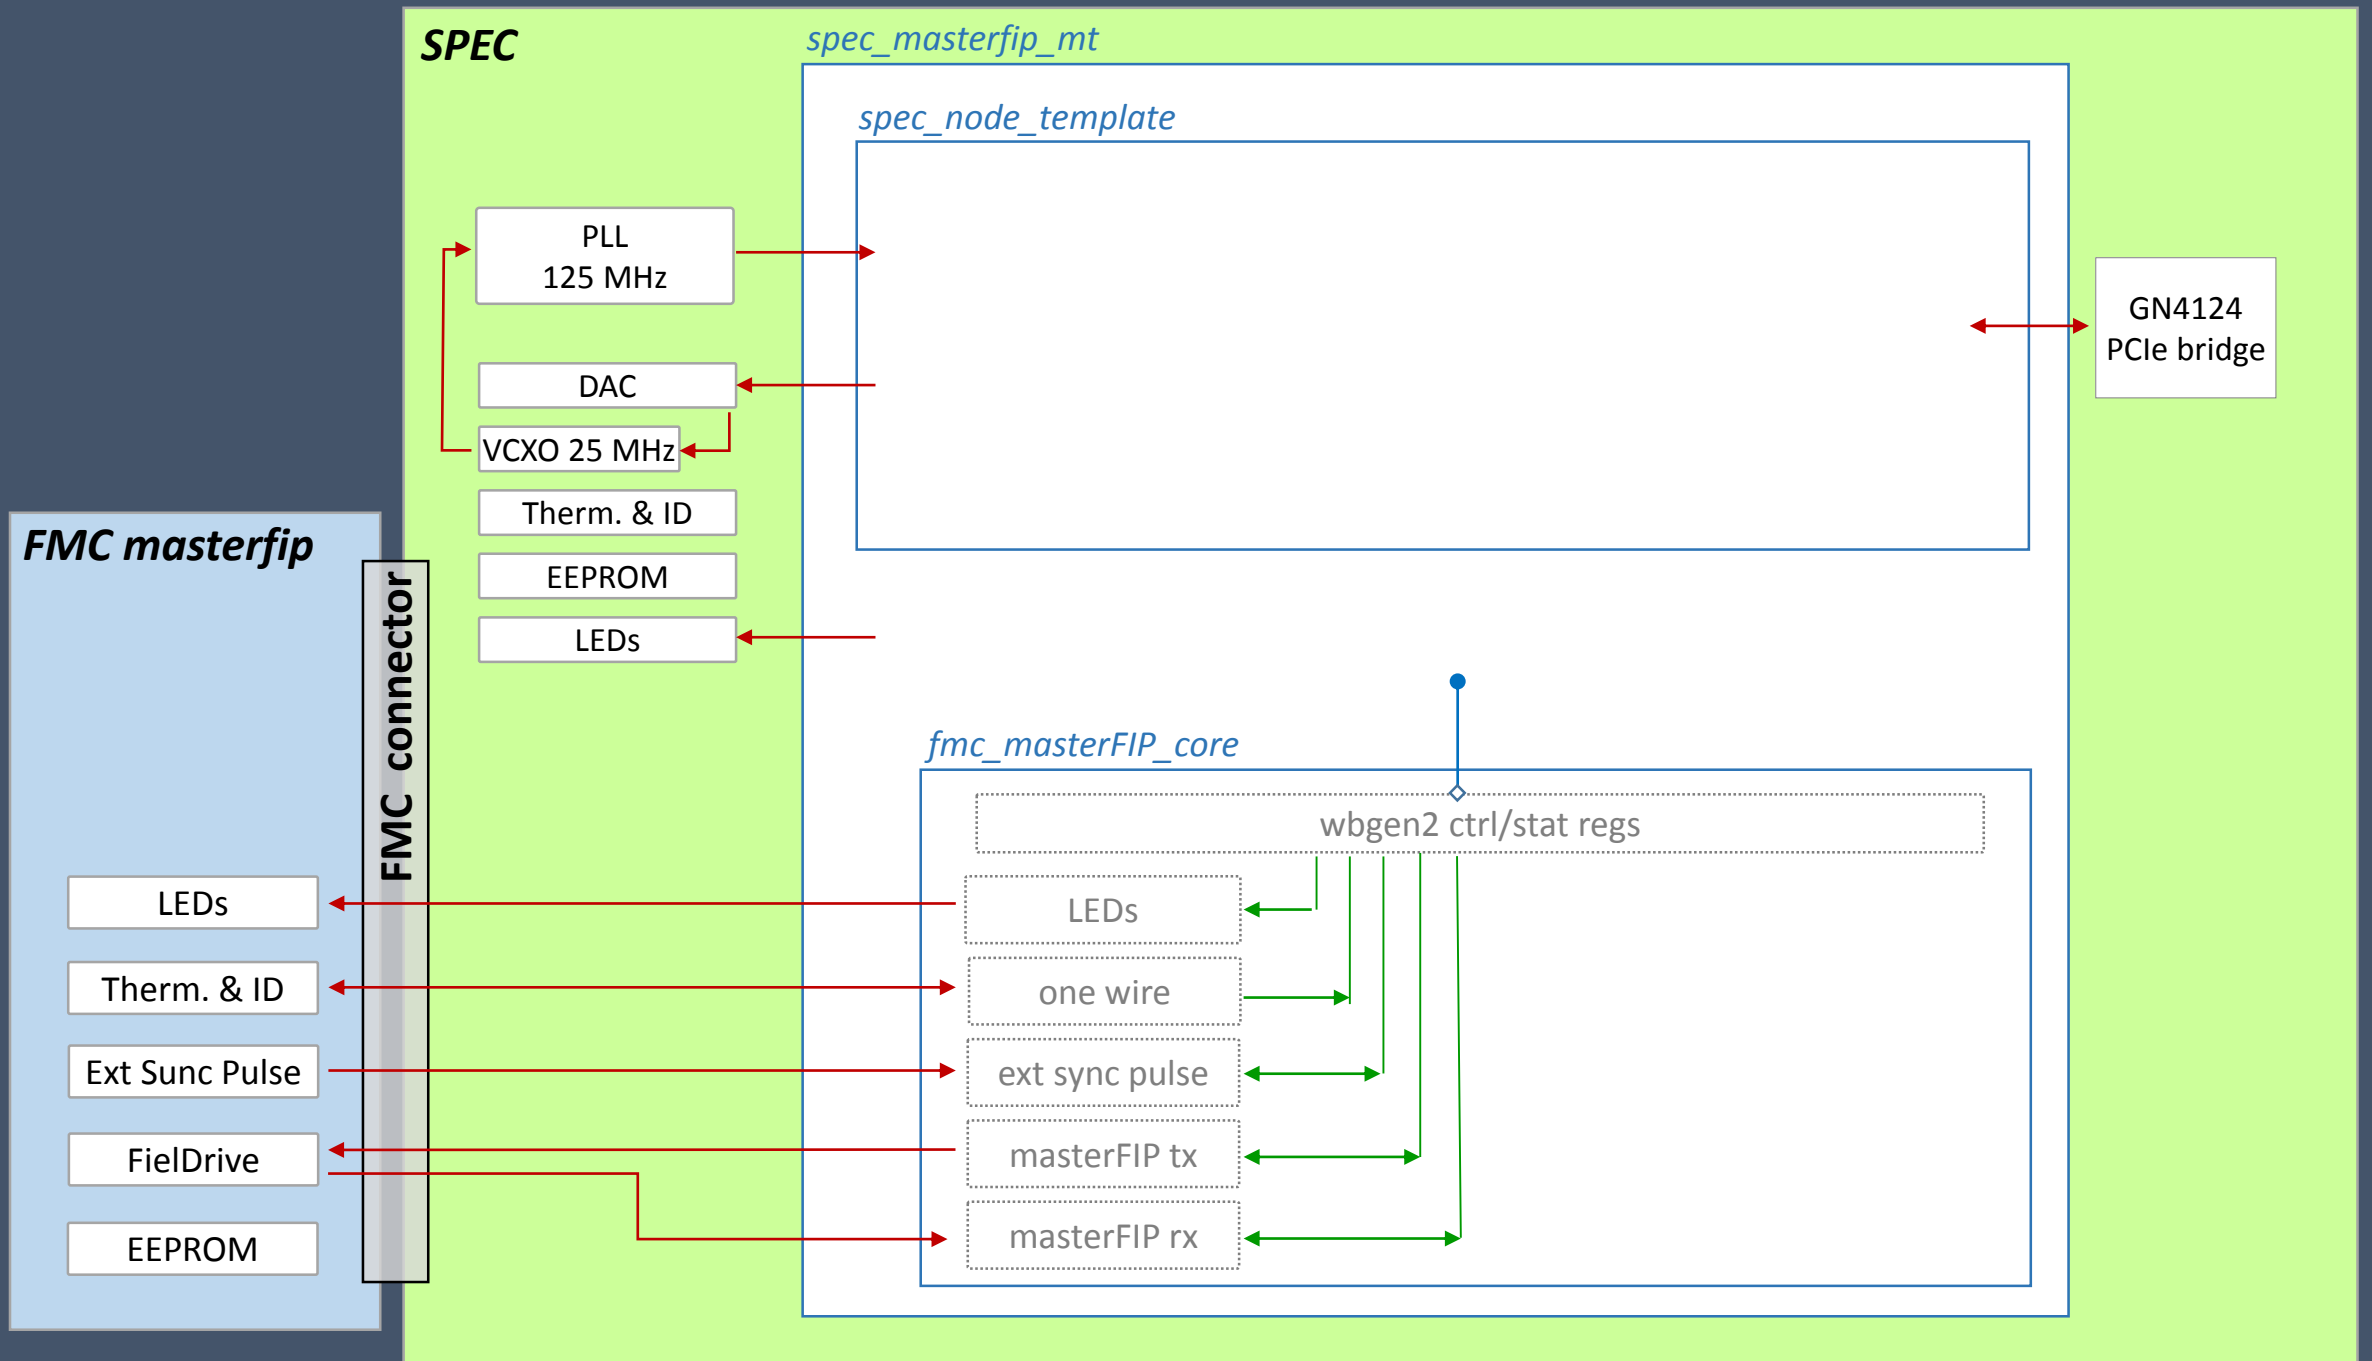 SPEC
spec_masterfip_mt
spec_node_template
PLL
125 MHz
GN4124
PCIe bridge
DAC
VCXO 25 MHz
Therm. & ID
EEPROM
LEDs
FMC masterfip
FMC connector
fmc_masterFIP_core
wbgen2 ctrl/stat regs
LEDs
LEDs
Therm. & ID
one wire
Ext Sunc Pulse
ext sync pulse
FielDrive
masterFIP tx
masterFIP rx
EEPROM